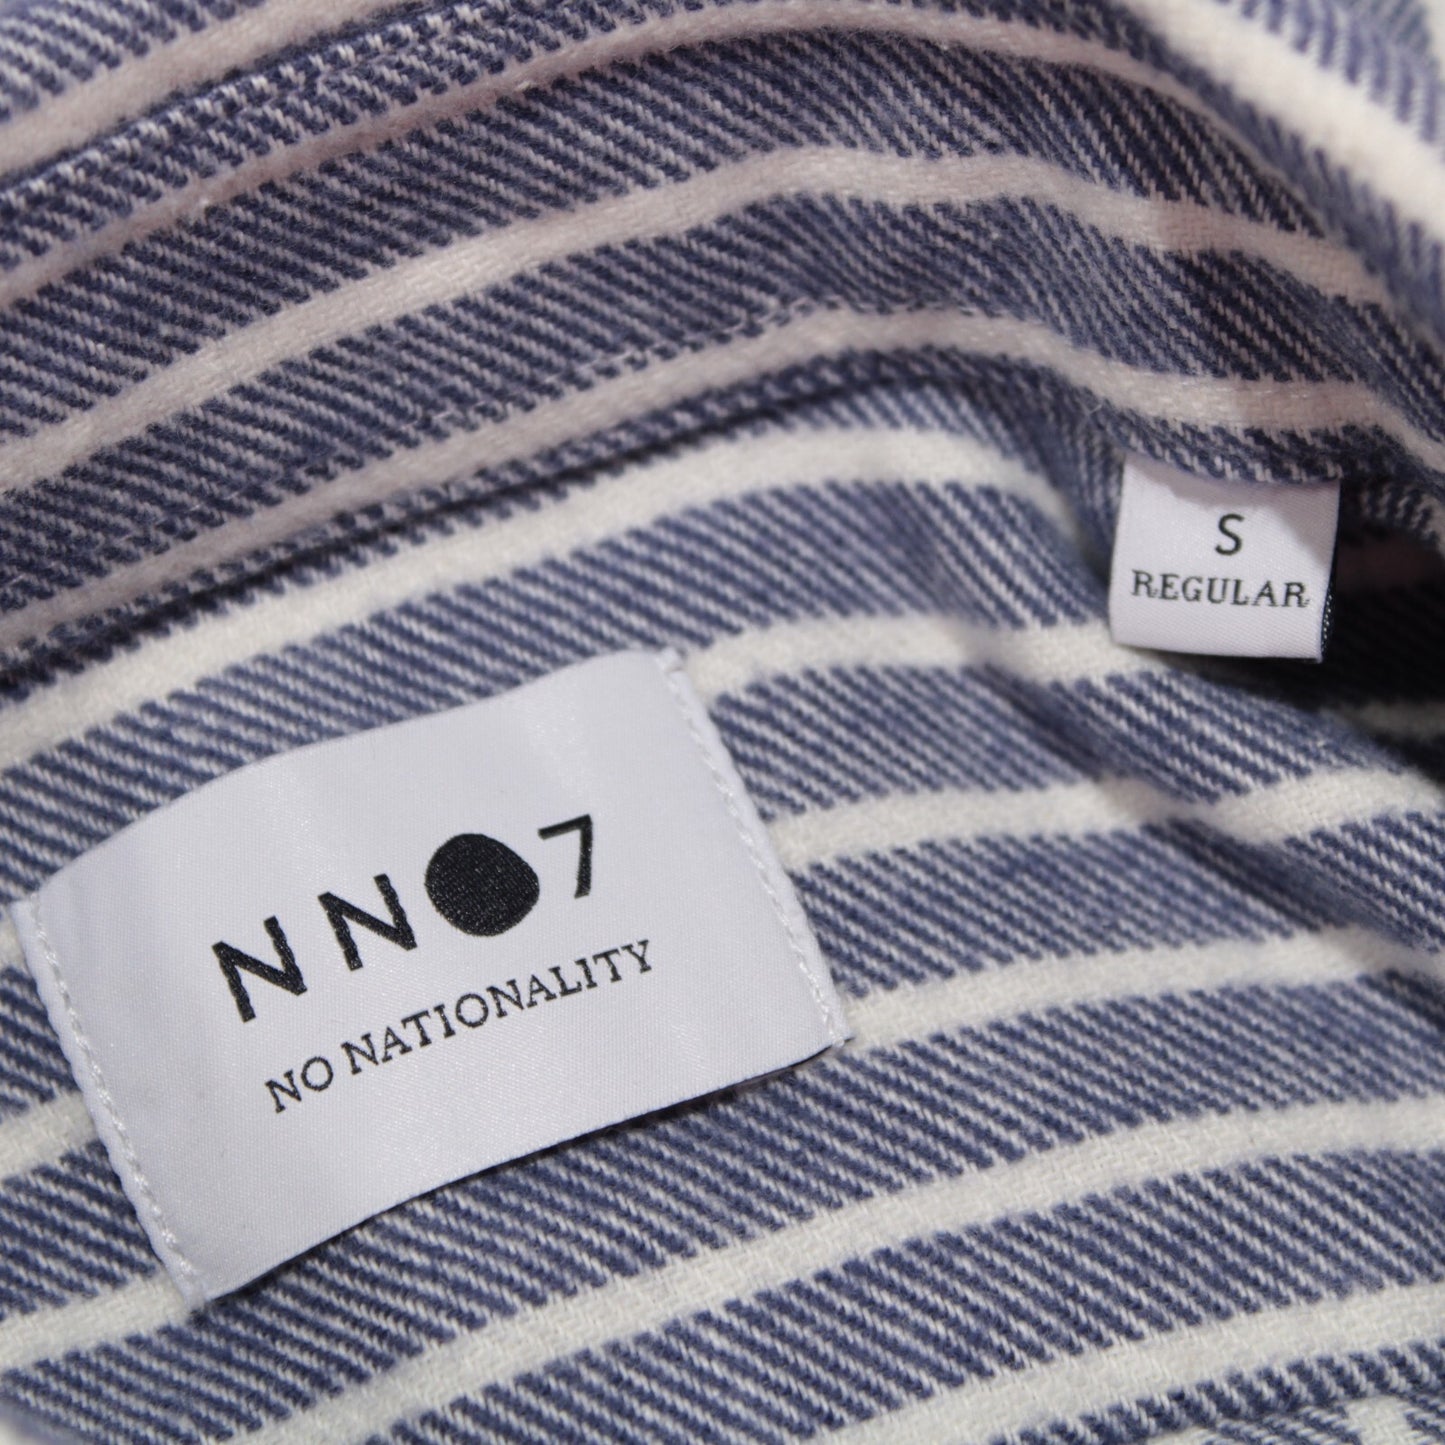 S
REGULAR
NN●7
NO NATIONALITY